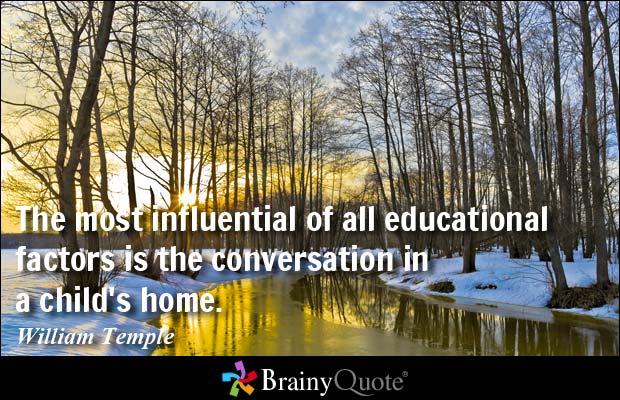 The most influential of all educational
factors is the conversation in
a child's home.
William Temple
BrainyQuote®